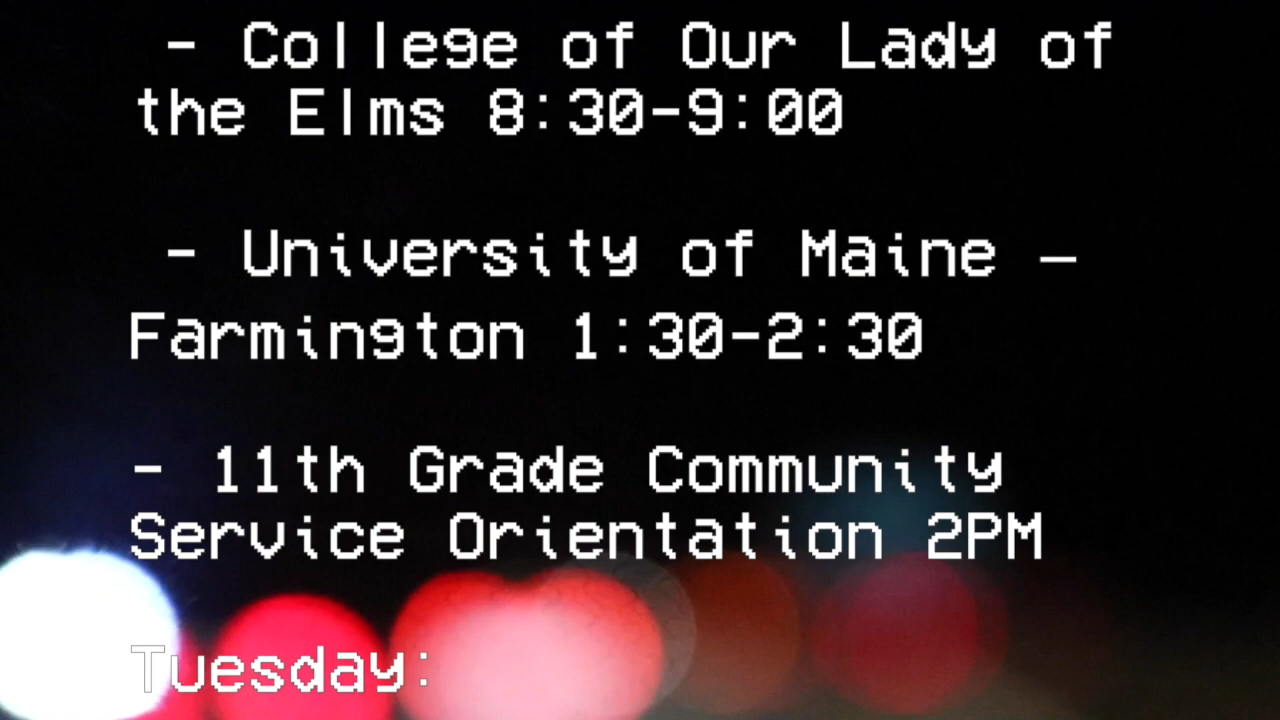 - College of Our Lady of
the Elms 8:30-9:00
- University of Maine –
Farmington 1:30-2:30
- 11th Grade Community
Service Orientation 2PM
Tuesday: